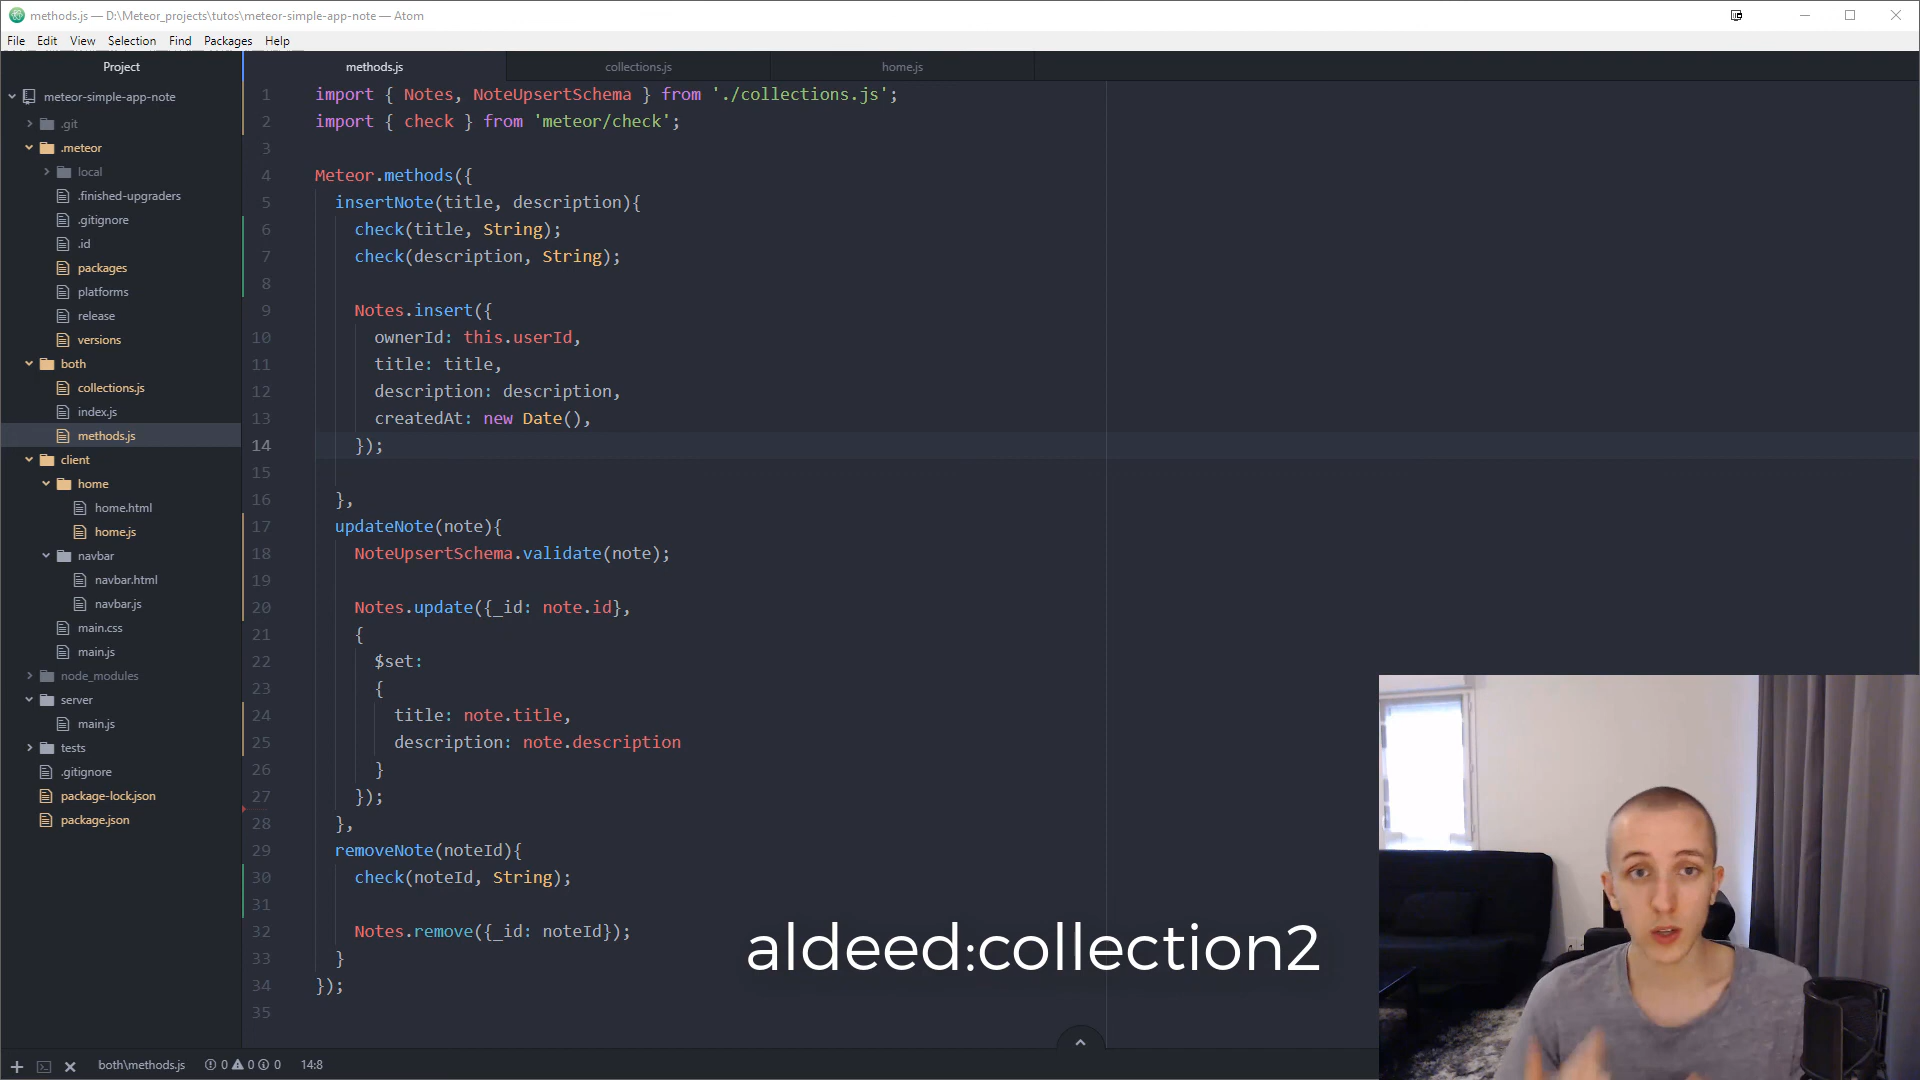 methods.js — D:\Meteor_projects\tutos\meteor-simple-app-note — Atom
File Edit View Selection Find Packages Help
Project
methods.js
collections.js
home.js
meteor-simple-app-note
.git
.meteor
local
.finished-upgraders
.gitignore
.id
packages
platforms
release
versions
both
collections.js
index.js
methods.js
client
home
home.html
home.js
navbar
navbar.html
navbar.js
main.css
main.js
node_modules
server
main.js
tests
.gitignore
package-lock.json
package.json
1 import { Notes, NoteUpsertSchema } from './collections.js';
2 import { check } from 'meteor/check';
3
4 Meteor.methods({
5 insertNote(title, description){
6 check(title, String);
7 check(description, String);
8
9 Notes.insert({
10 ownerId: this.userId,
11 title: title,
12 description: description,
13 createdAt: new Date(),
14 });
15
16 },
17 updateNote(note){
18 NoteUpsertSchema.validate(note);
19
20 Notes.update({_id: note.id},
21 {
22 $set:
23 {
24 title: note.title,
25 description: note.description
26 }
27 });
28 },
29 removeNote(noteId){
30 check(noteId, String);
31
32 Notes.remove({_id: noteId});
33 }
34 });
35
aldeed:collection2
both\methods.js 0 0 0 14:8